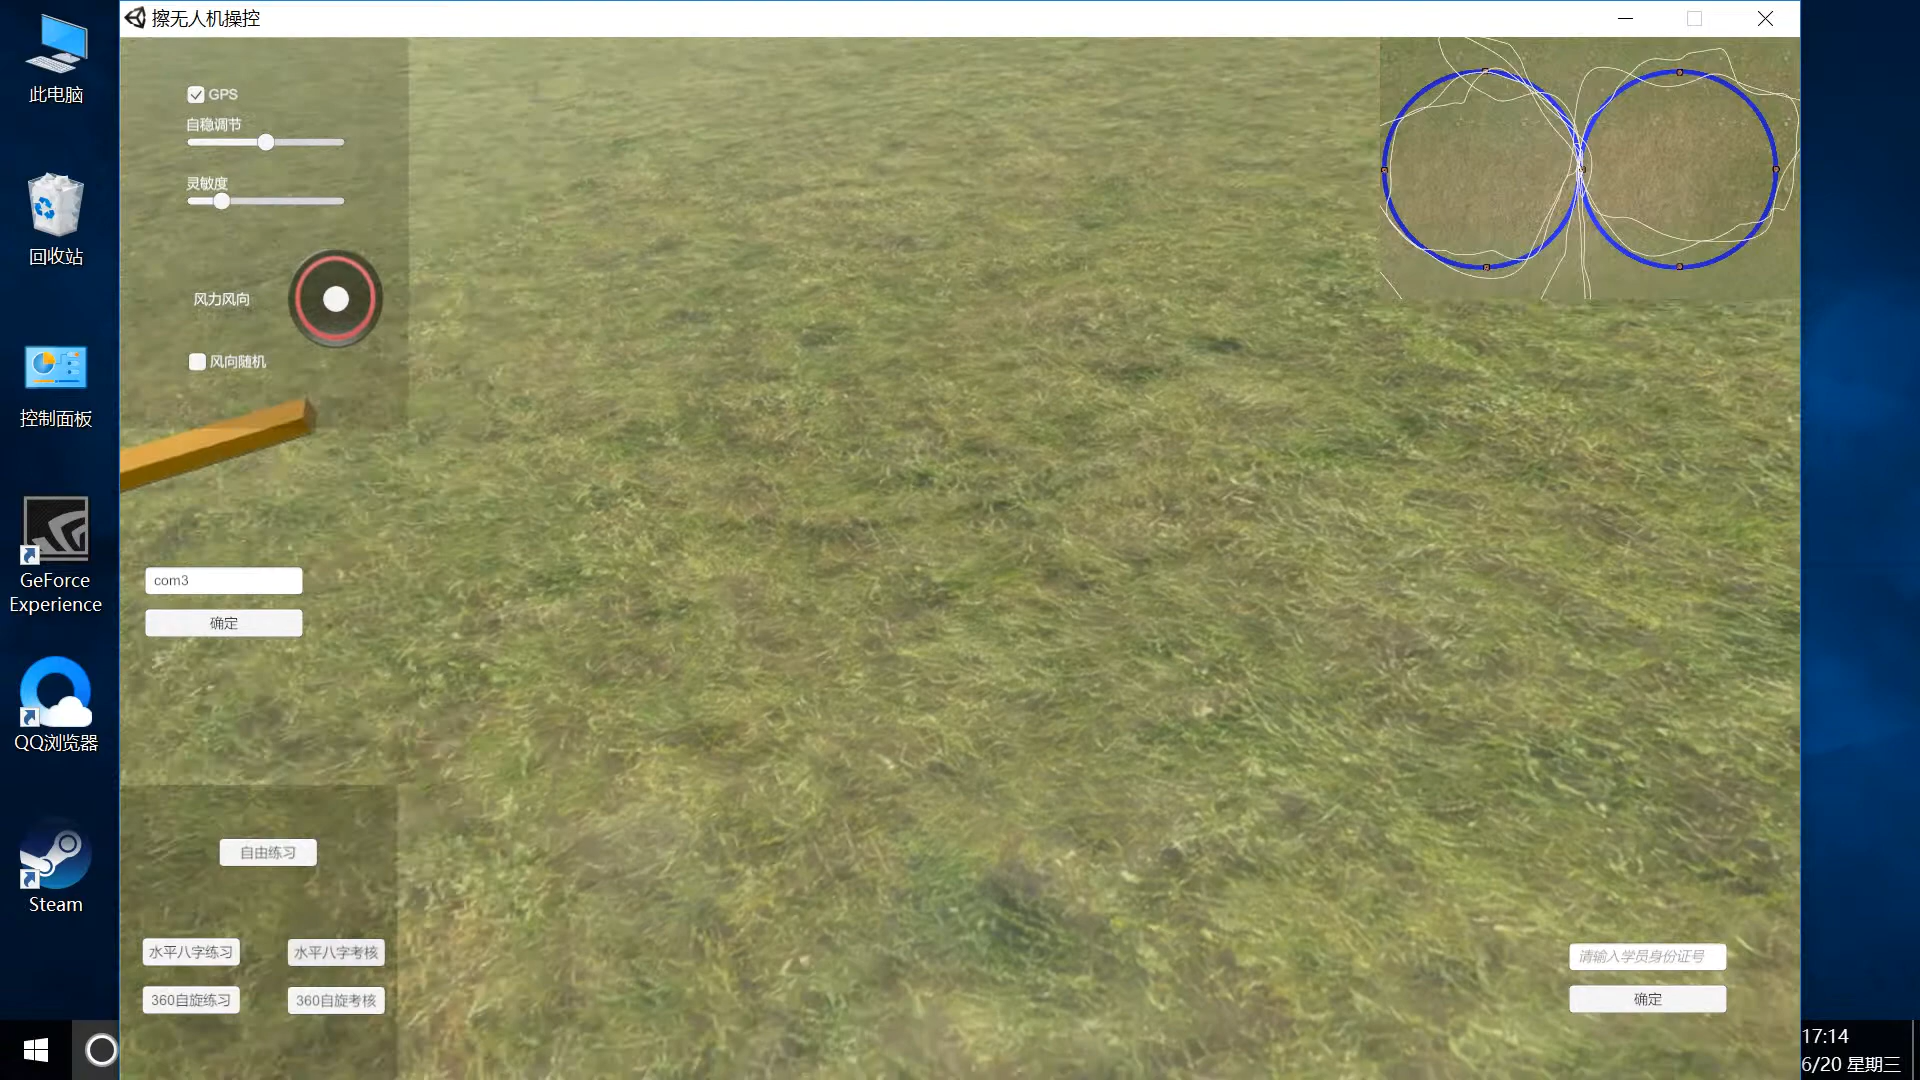 擦无人机操控
此电脑
回收站
控制面板
GeForce
Experience
QQ浏览器
Steam
GPS
自稳调节
灵敏度
风力风向
风向随机
com3
确定
自由练习
水平八字练习
水平八字考核
360自旋练习
360自旋考核
请输入学员身份证号
确定
17:14
6/20 星期三